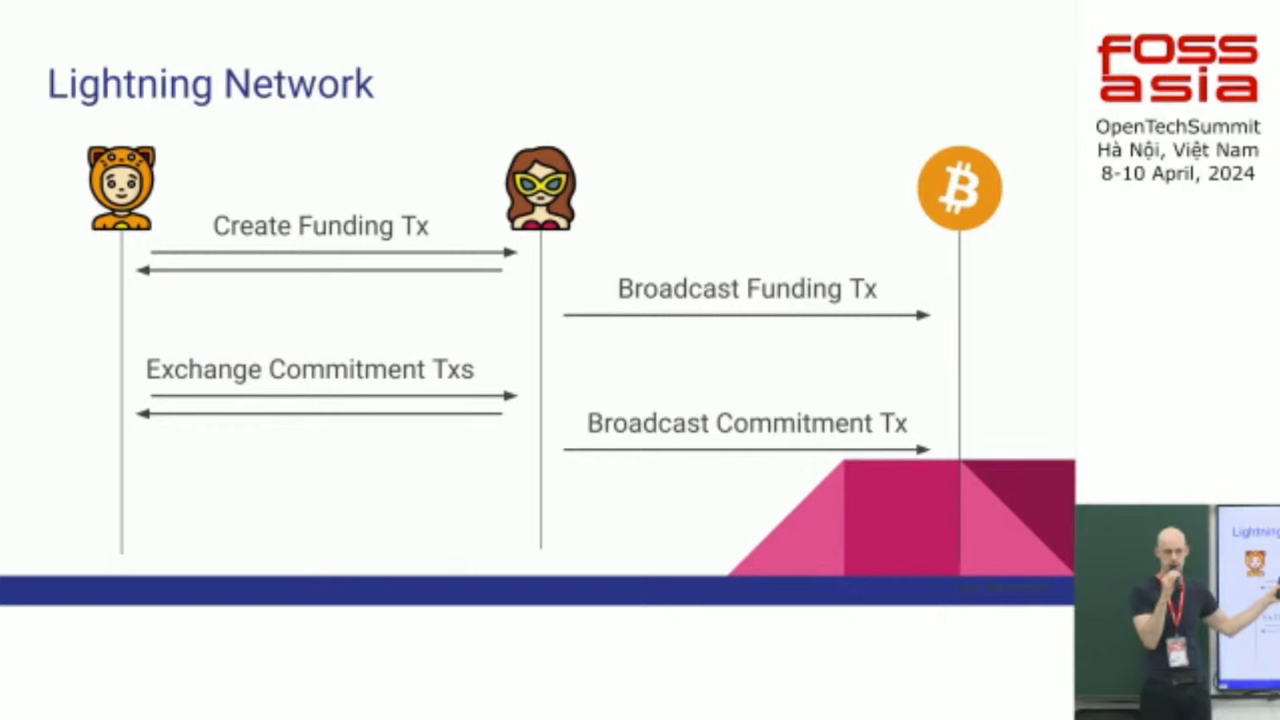 Lightning Network
Create Funding Tx
Broadcast Funding Tx
Exchange Commitment Txs
Broadcast Commitment Tx
FOSS
asia
OpenTechSummit
Hà Nội, Việt Nam
8-10 April, 2024
Lightning